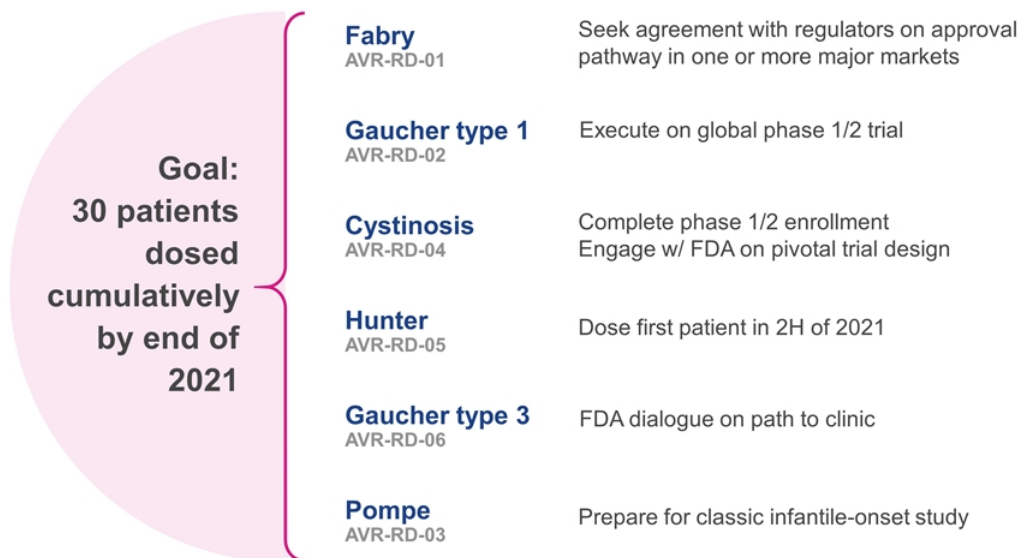 Goal:
30 patients
dosed
cumulatively
by end of
2021
Fabry
AVR-RD-01
Seek agreement with regulators on approval
pathway in one or more major markets
Gaucher type 1
AVR-RD-02
Execute on global phase 1/2 trial
Cystinosis
AVR-RD-04
Complete phase 1/2 enrollment
Engage w/ FDA on pivotal trial design
Hunter
AVR-RD-05
Dose first patient in 2H of 2021
Gaucher type 3
AVR-RD-06
FDA dialogue on path to clinic
Pompe
AVR-RD-03
Prepare for classic infantile-onset study